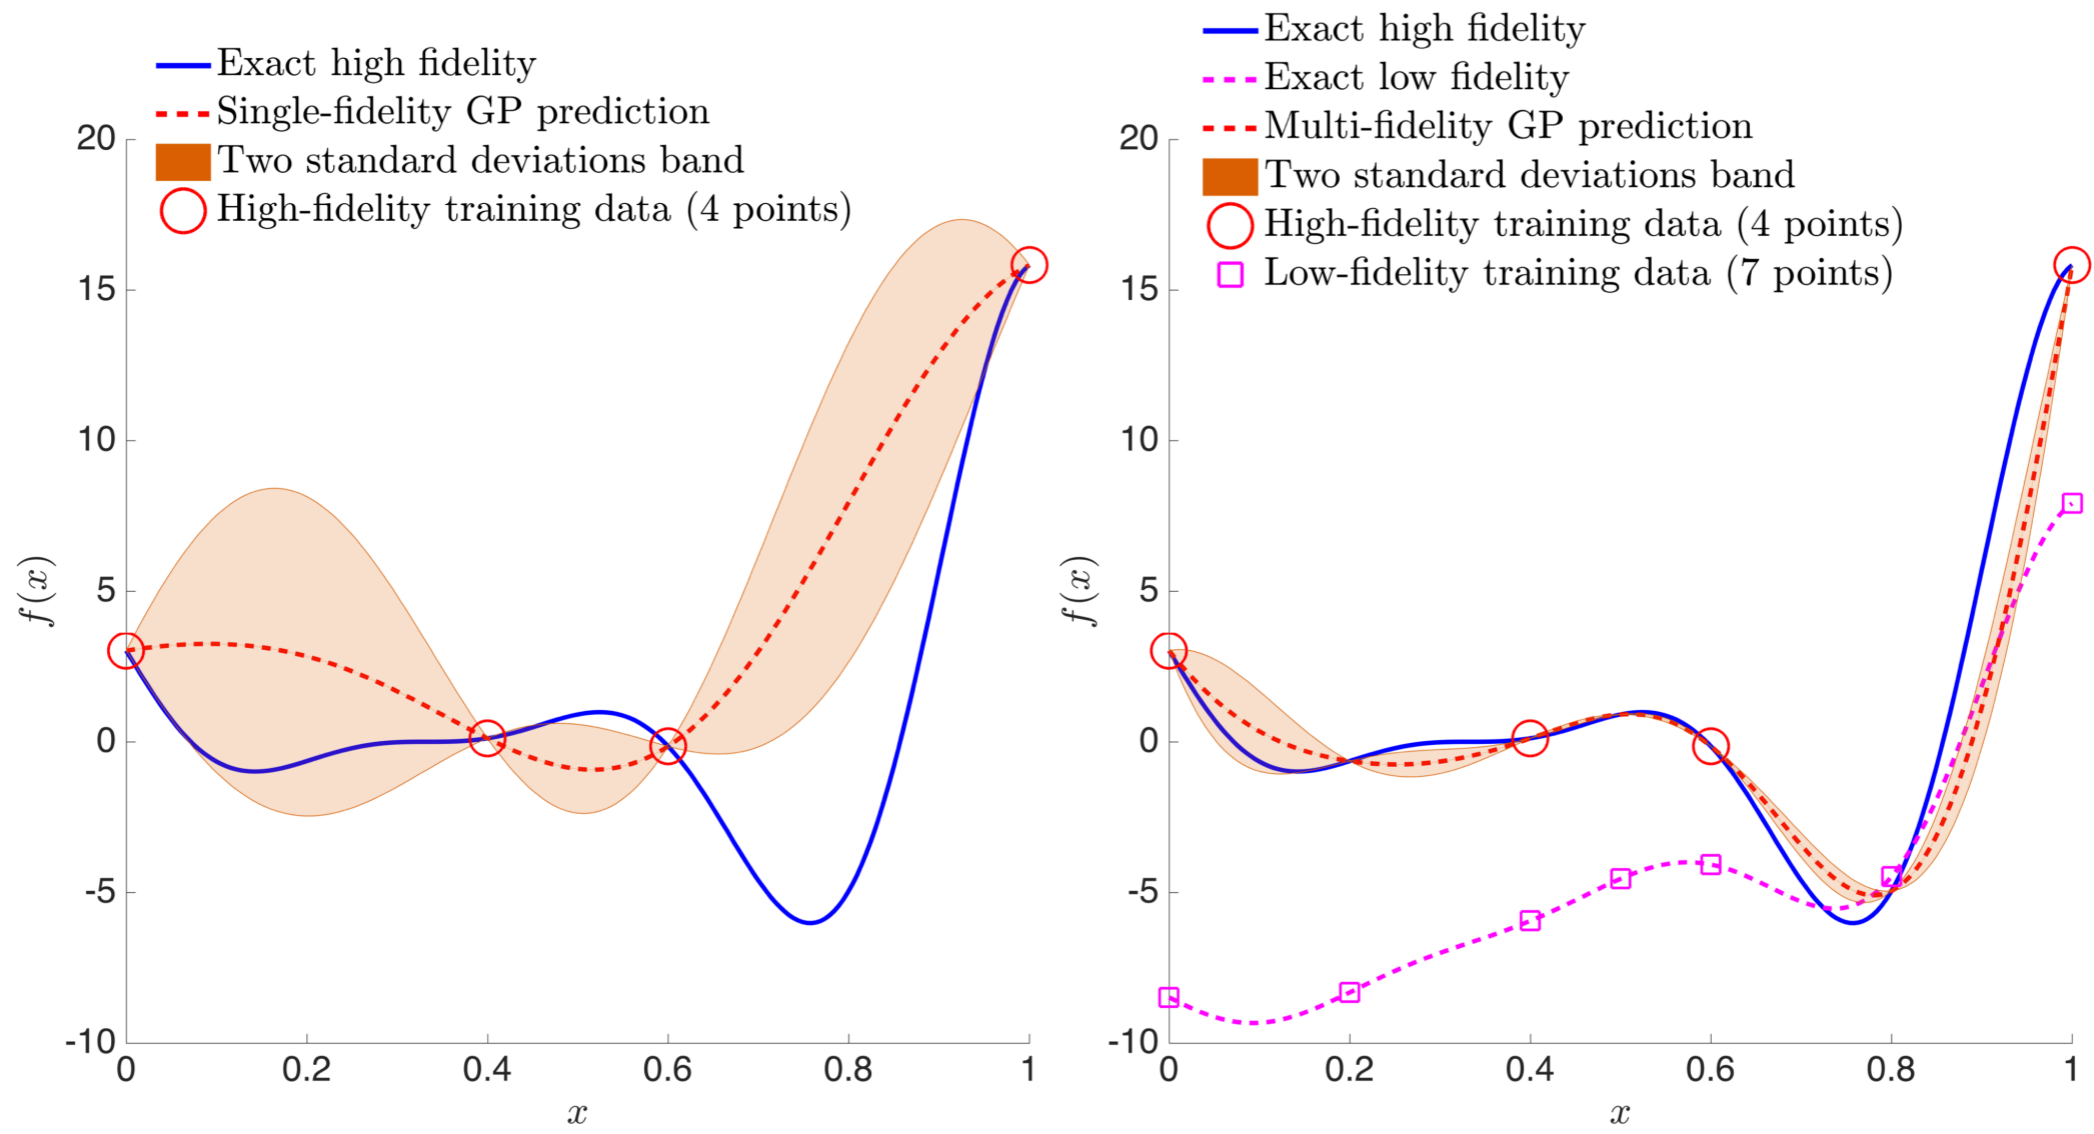 Exact high fidelity
Single-fidelity GP prediction
Two standard deviations band
High-fidelity training data (4 points)
20
15
10
5
0
-5
-10
f(x)
0 0.2 0.4 0.6 0.8 1
x
Exact high fidelity
Exact low fidelity
Multi-fidelity GP prediction
Two standard deviations band
High-fidelity training data (4 points)
Low-fidelity training data (7 points)
20
15
10
5
0
-5
-10
f(x)
0 0.2 0.4 0.6 0.8 1
x